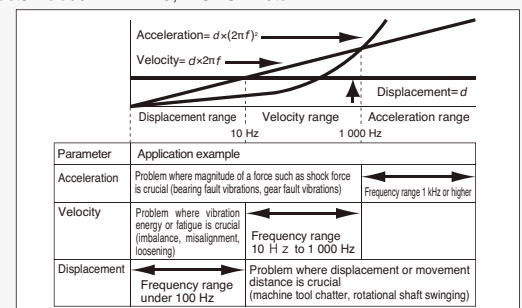 Acceleration= d×(2πf)²
Velocity= d×2πf
Displacement=d
Displacement range
Velocity range
Acceleration range
10 Hz
1 000 Hz
Parameter
Application example
Acceleration
Problem where magnitude of a force such as shock force
is crucial (bearing fault vibrations, gear fault vibrations)
Frequency range 1 kHz or higher
Velocity
Problem where vibration
energy or fatigue is crucial
(imbalance, misalignment,
loosening)
Frequency range
10 Hz to 1 000 Hz
Displacement
Frequency range
under 100 Hz
Problem where displacement or movement
distance is crucial
(machine tool chatter, rotational shaft swinging)